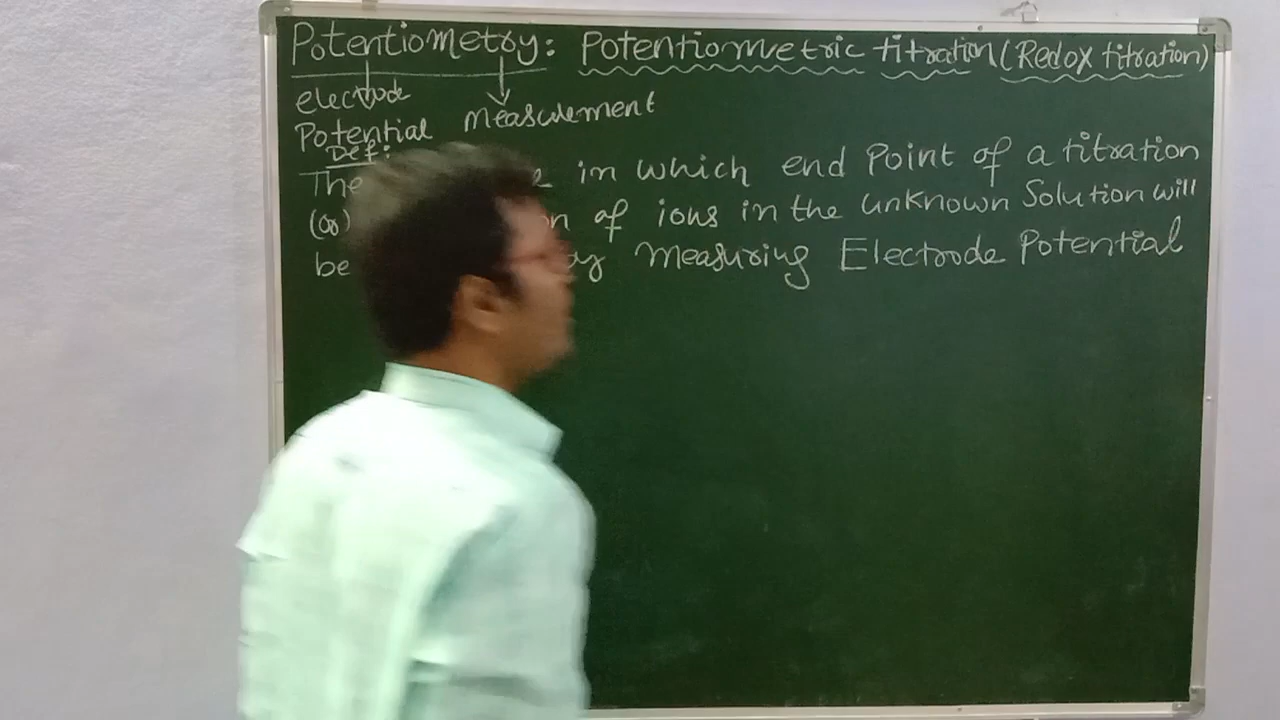 Potentiometry: Potentiometric titration (Redox titration)
electrode
Potential measurement
Def:
The in which end Point of a titration
(or) of ions in the unknown Solution will
be by measuring Electrode Potential